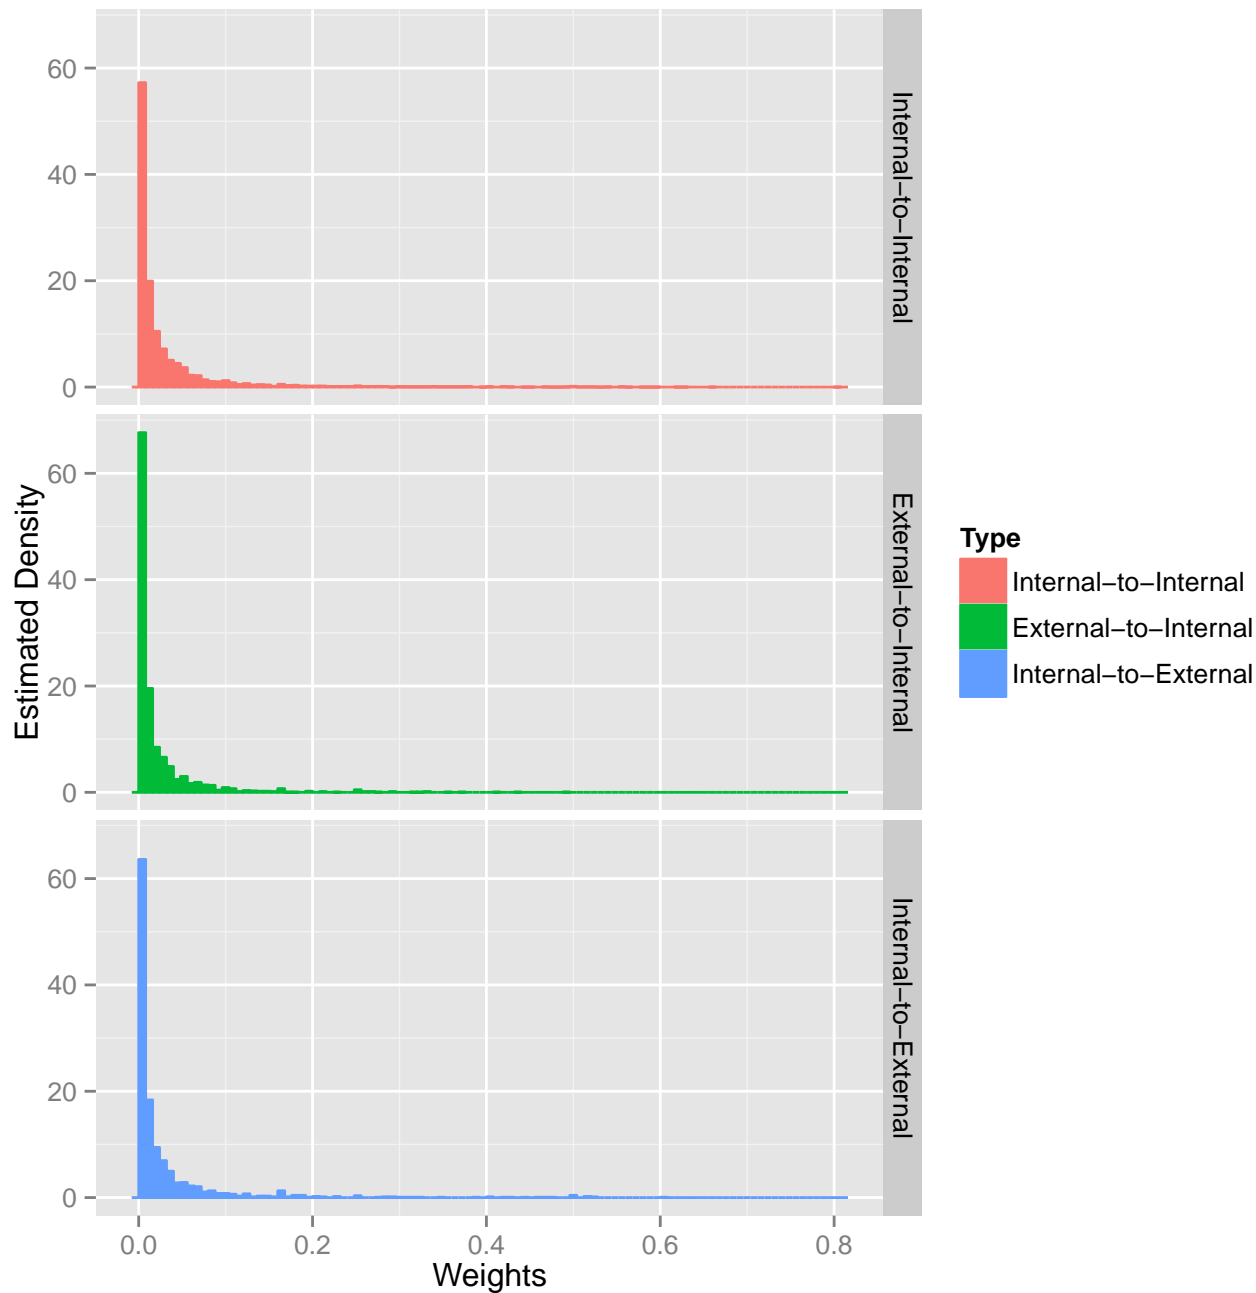 60
40
20
0
Internal−to−Internal
60
40
20
0
External−to−Internal
60
40
20
0
Internal−to−External
0.0 0.2 0.4 0.6 0.8
Weights
Estimated Density
Type
Internal−to−Internal
External−to−Internal
Internal−to−External